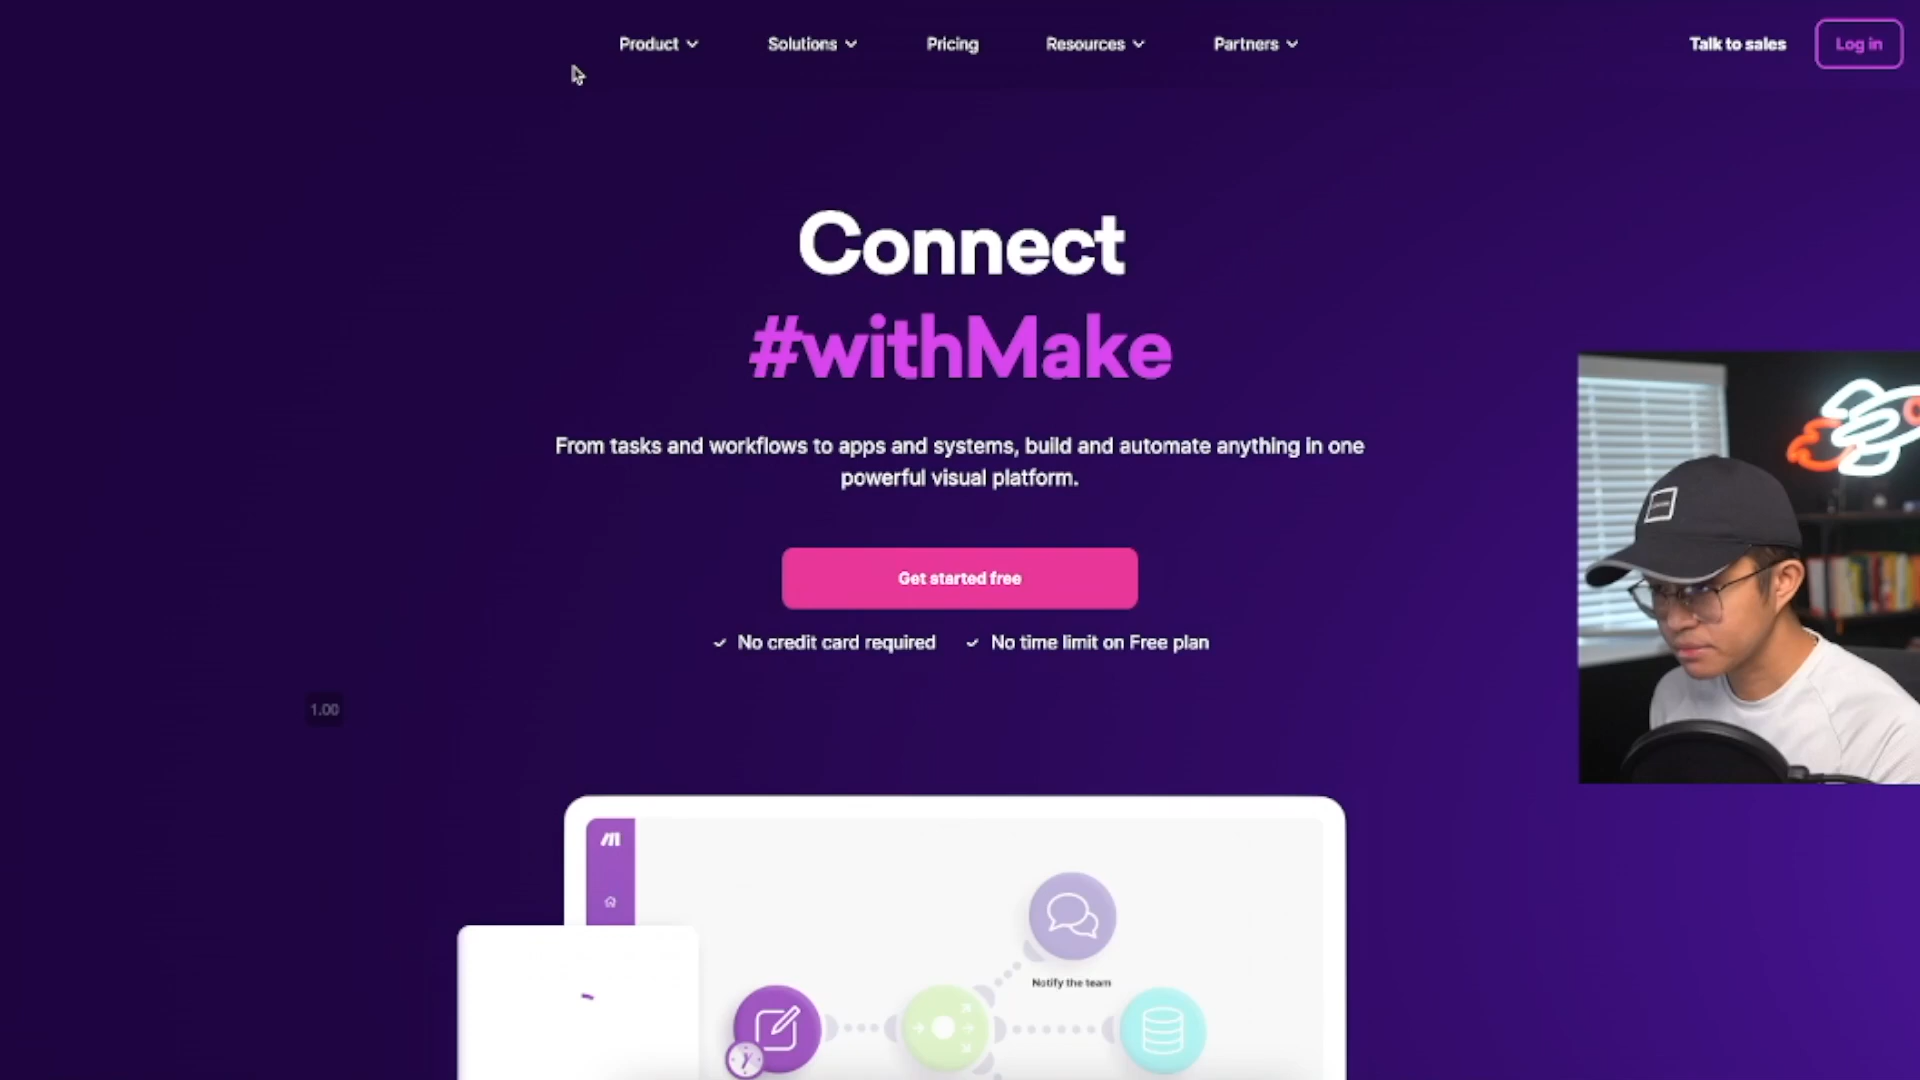 Product
Solutions
Pricing
Resources
Partners
Talk to sales
Log in
Connect
#withMake
From tasks and workflows to apps and systems, build and automate anything in one
powerful visual platform.
Get started free
No credit card required
No time limit on Free plan
1.00
Notify the team